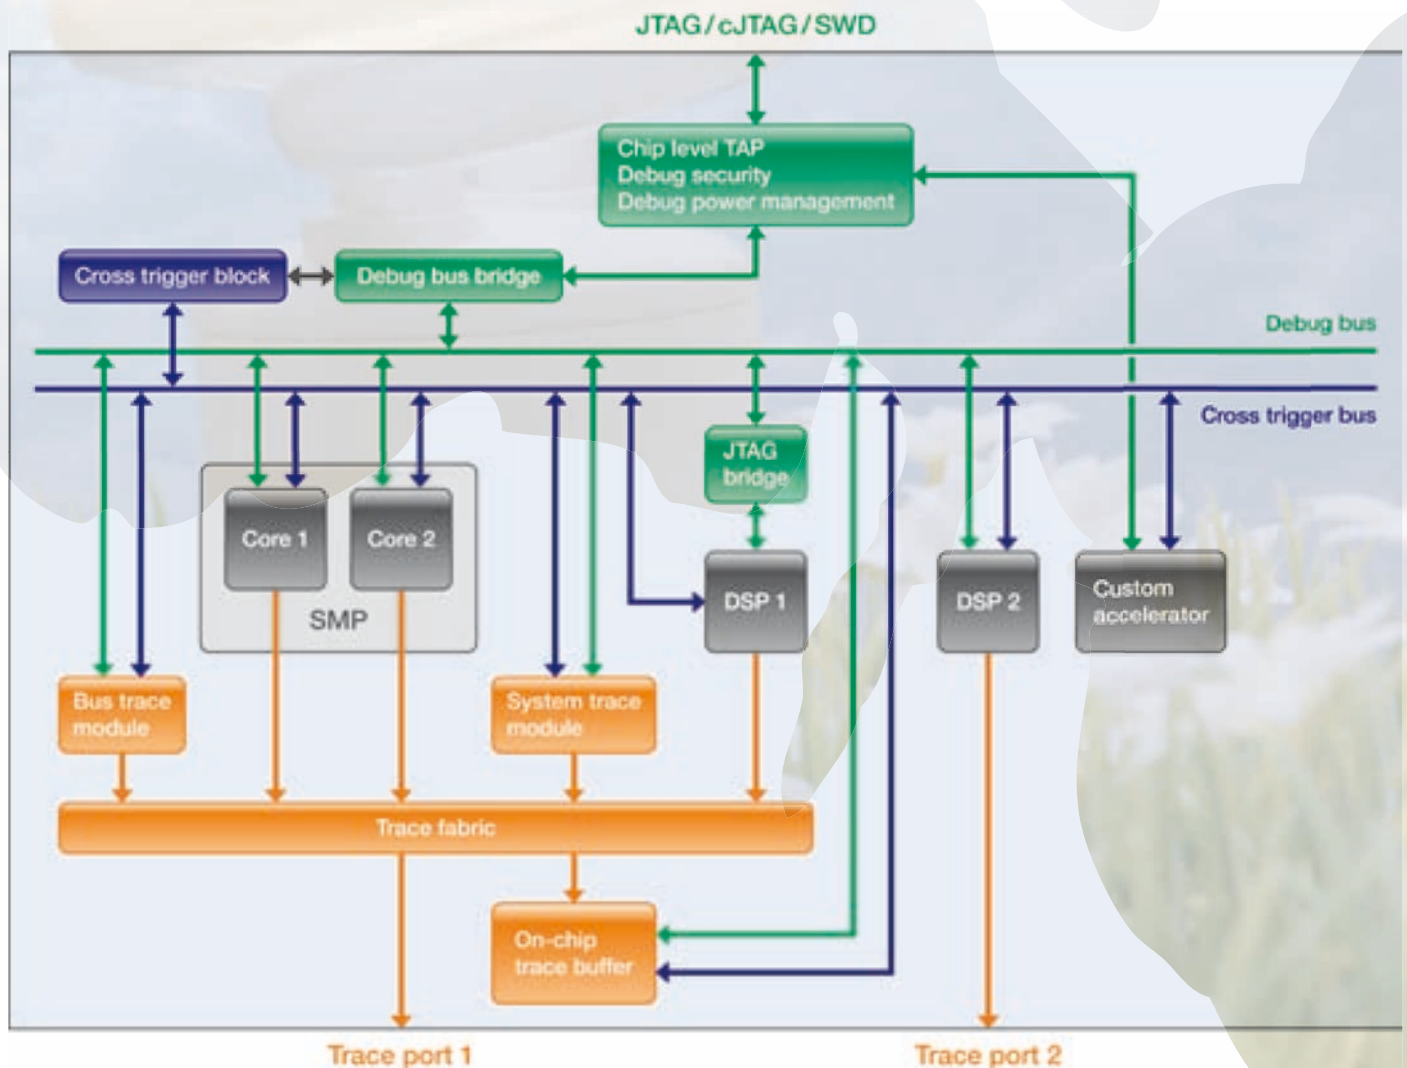 JTAG/cJTAG/SWD
Chip level TAP
Debug security
Debug power management
Cross trigger block
Debug bus bridge
Debug bus
Cross trigger bus
JTAG
bridge
Core 1
Core 2
SMP
DSP 1
DSP 2
Custom
accelerator
Bus trace
module
System trace
module
Trace fabric
On-chip
trace buffer
Trace port 1
Trace port 2